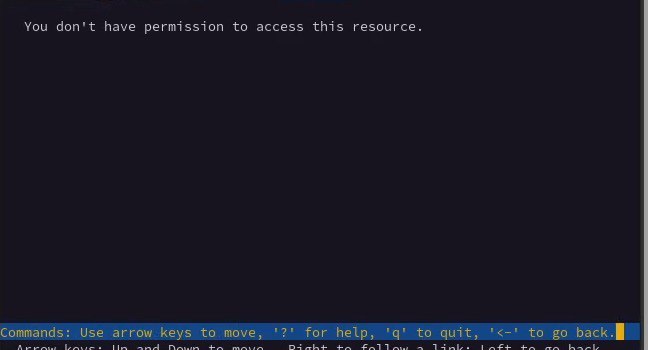 You don't have permission to access this resource.
Commands: Use arrow keys to move, '?' for help, 'q' to quit, '<-' to go back.
Arrow keys: Up and Down to move. Right to follow a link; Left to go back.